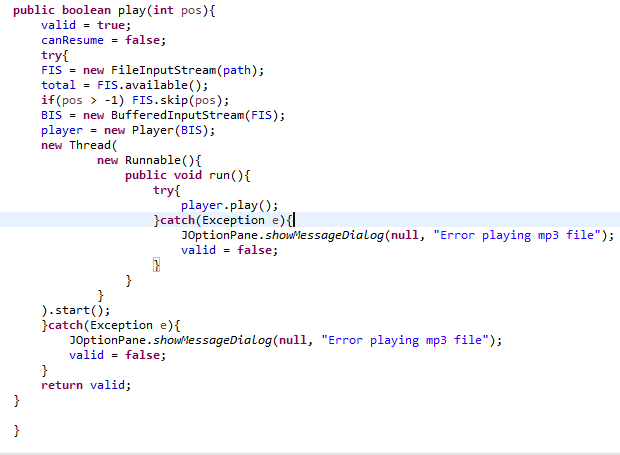 public boolean play(int pos){
valid = true;
canResume = false;
try{
FIS = new FileInputStream(path);
total = FIS.available();
if(pos > -1) FIS.skip(pos);
BIS = new BufferedInputStream(FIS);
player = new Player(BIS);
new Thread(
new Runnable(){
public void run(){
try{
player.play();
}catch(Exception e){
JOptionPane.showMessageDialog(null, "Error playing mp3 file");
valid = false;
}
}
}
).start();
}catch(Exception e){
JOptionPane.showMessageDialog(null, "Error playing mp3 file");
valid = false;
}
return valid;
}
}